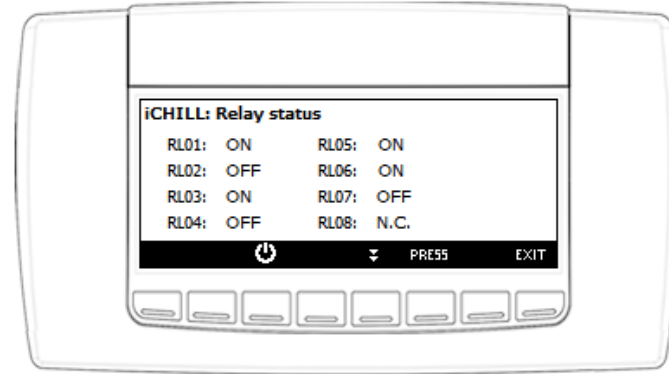 iCHILL: Relay status
RL01: ON RL05: ON
RL02: OFF RL06: ON
RL03: ON RL07: OFF
RL04: OFF RL08: N.C.
PRESS EXIT